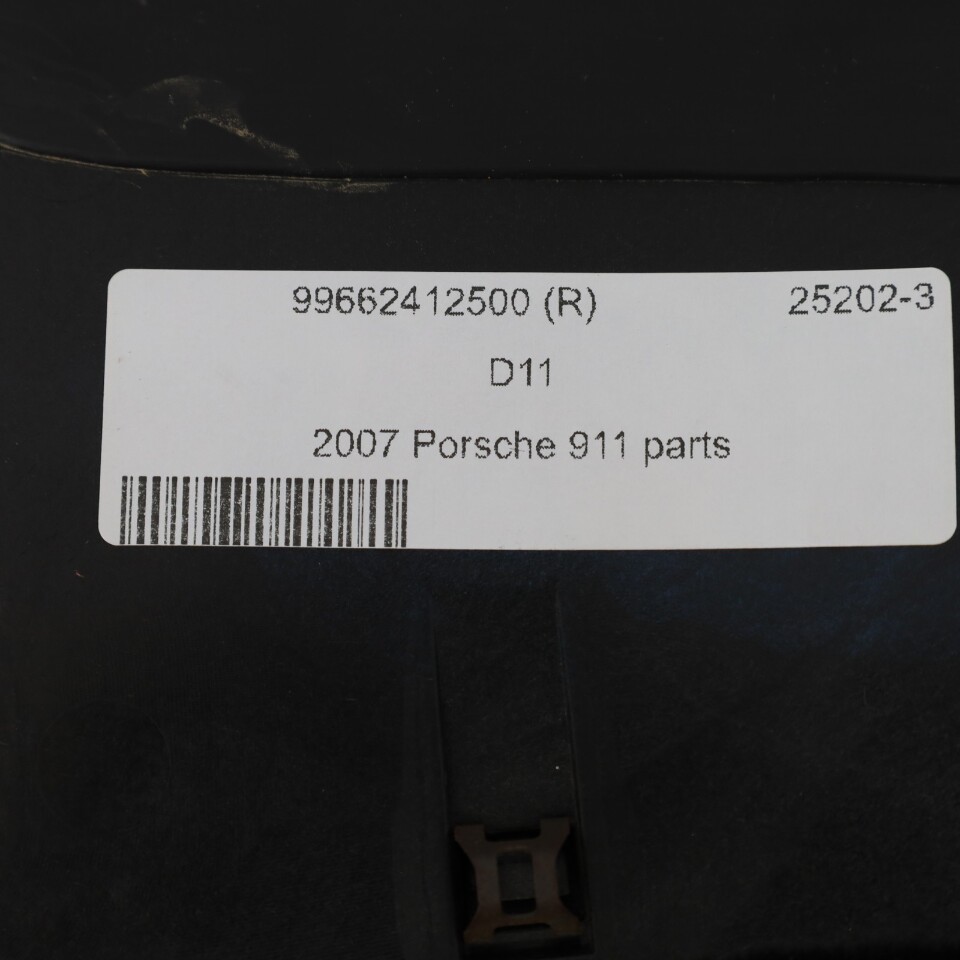 99662412500 (R) 25202-3
D11
2007 Porsche 911 parts